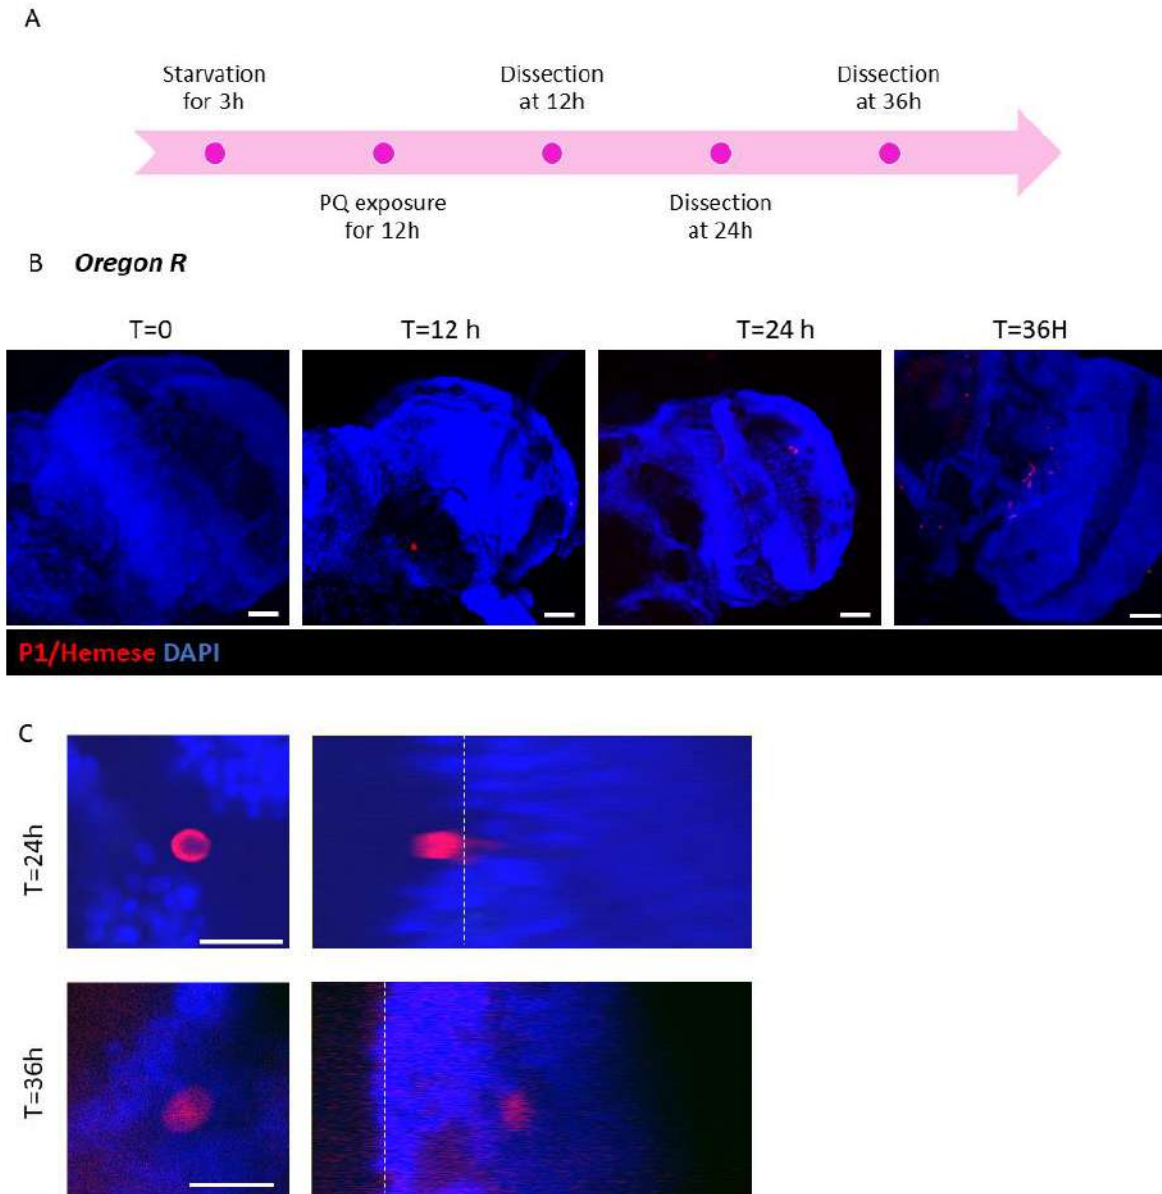 A
Starvation
for 3h
Dissection
at 12h
Dissection
at 36h
PQ exposure
for 12h
Dissection
at 24h
B Oregon R
T=0
T=12 h
T=24 h
T=36H
P1/Hemese DAPI
C
T=24h
T=36h